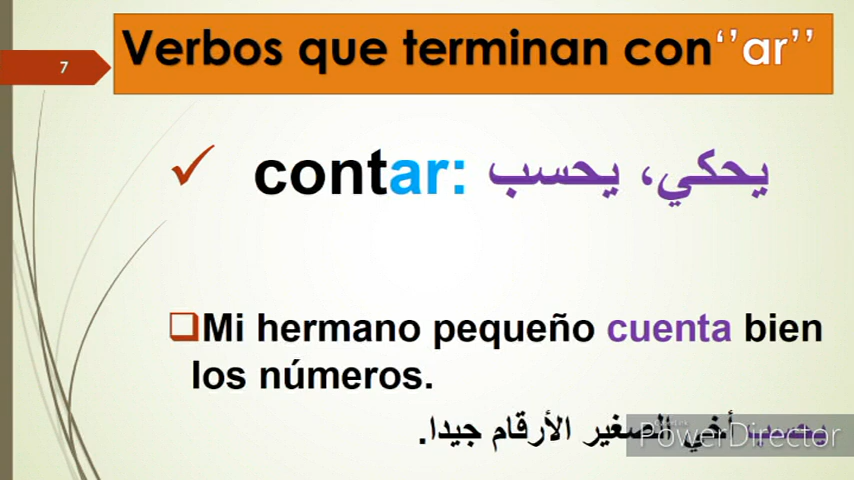 7
Verbos que terminan con‘’ar’’
✓ contar: يحكي، يحسب
❑Mi hermano pequeño cuenta bien
los números.
يحسب أخي الصغير الأرقام جيدا.
PowerDirector